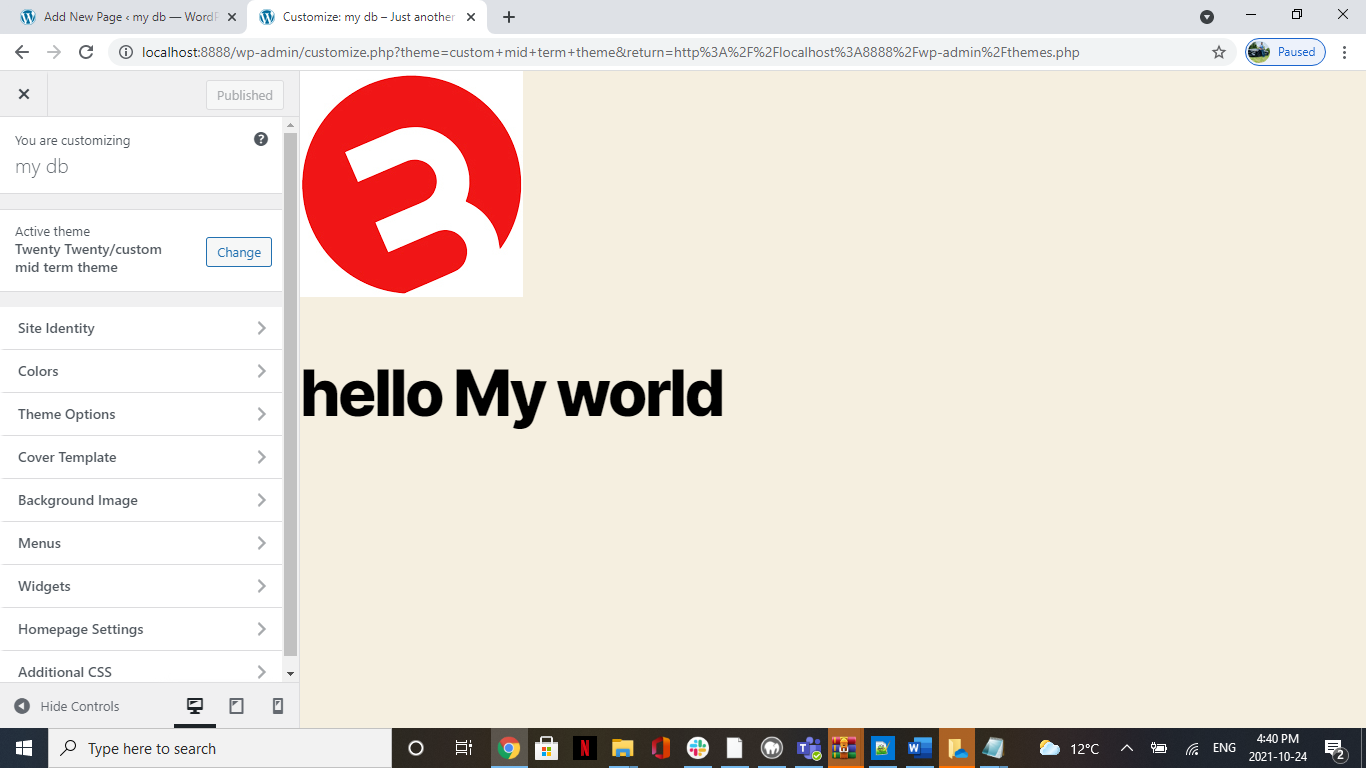 Add New Page ‹ my db — WordP
Customize: my db – Just another
localhost:8888/wp-admin/customize.php?theme=custom+mid+term+theme&return=http%3A%2F%2Flocalhost%3A8888%2Fwp-admin%2Fthemes.php
Paused
Published
You are customizing
my db
Active theme
Twenty Twenty/custom
mid term theme
Change
Site Identity
Colors
Theme Options
Cover Template
Background Image
Menus
Widgets
Homepage Settings
Additional CSS
Hide Controls
hello My world
Type here to search
12°C
ENG
4:40 PM
2021-10-24
2